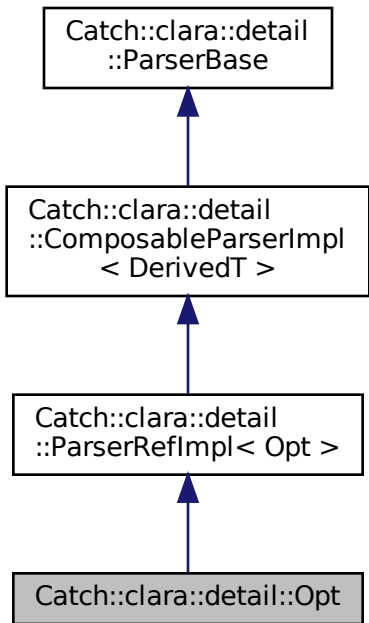 Catch::clara::detail
::ParserBase
Catch::clara::detail
::ComposableParserImpl
< DerivedT >
Catch::clara::detail
::ParserRefImpl< Opt >
Catch::clara::detail::Opt